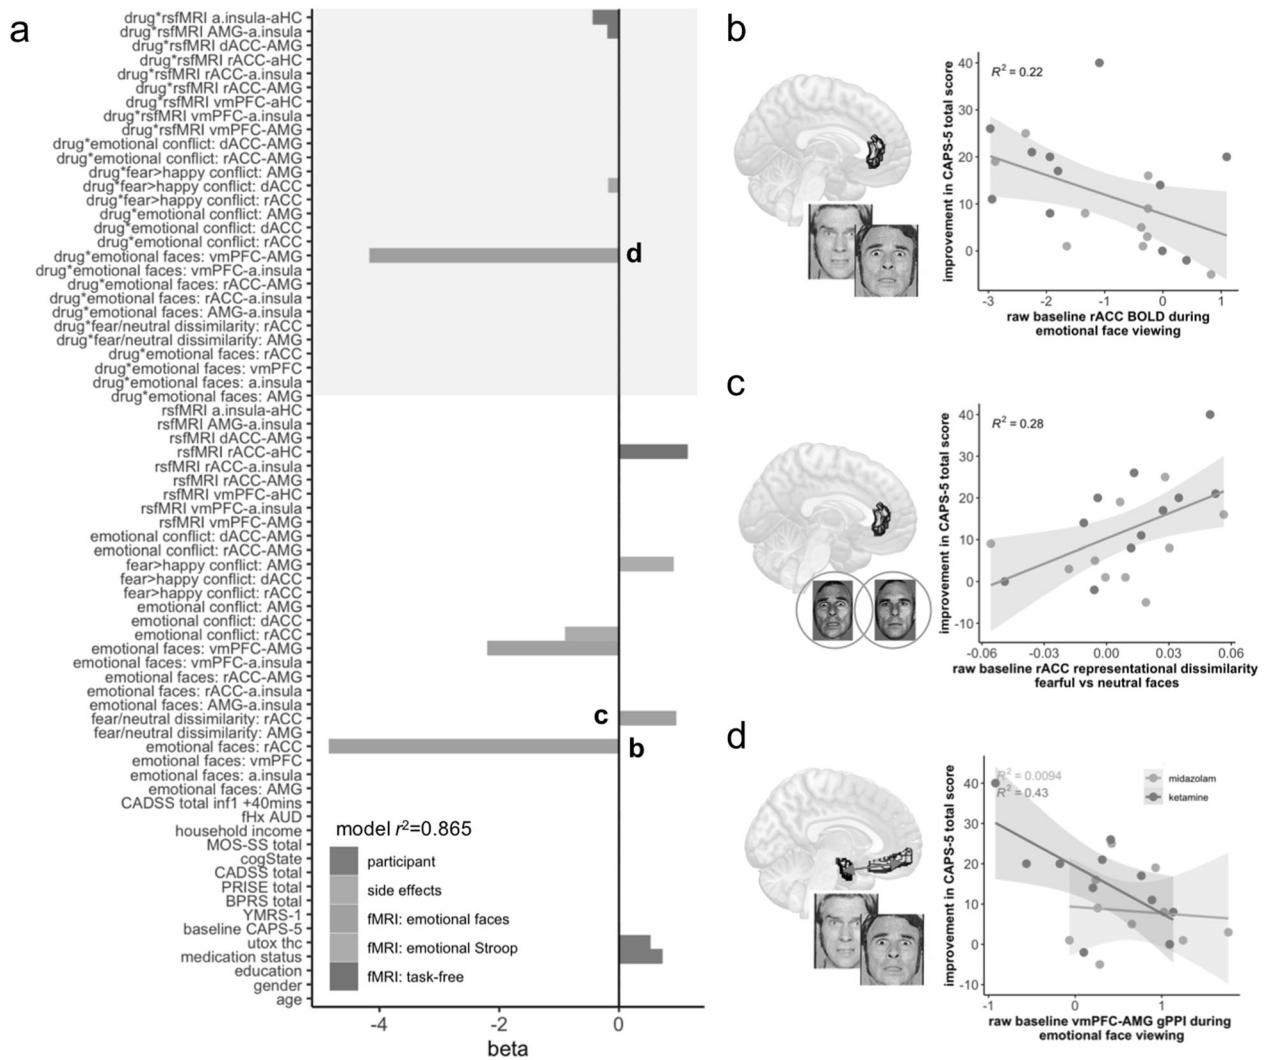 a
drug*rsfMRI a.insula-aHC
drug*rsfMRI AMG-a.insula
drug*rsfMRI dACC-AMG
drug*rsfMRI rACC-aHC
drug*rsfMRI rACC-a.insula
drug*rsfMRI rACC-AMG
drug*rsfMRI vmPFC-aHC
drug*rsfMRI vmPFC-a.insula
drug*rsfMRI vmPFC-AMG
drug*emotional conflict: dACC-AMG
drug*emotional conflict: rACC-AMG
drug*fear>happy conflict: AMG
drug*fear>happy conflict: dACC
drug*fear>happy conflict: rACC
drug*emotional conflict: AMG
drug*emotional conflict: dACC
drug*emotional conflict: rACC
drug*emotional faces: vmPFC-AMG
drug*emotional faces: vmPFC-a.insula
drug*emotional faces: rACC-AMG
drug*emotional faces: rACC-a.insula
drug*emotional faces: AMG-a.insula
drug*fear/neutral dissimilarity: rACC
drug*fear/neutral dissimilarity: AMG
drug*emotional faces: rACC
drug*emotional faces: vmPFC
drug*emotional faces: a.insula
drug*emotional faces: AMG
rsfMRI a.insula-aHC
rsfMRI AMG-a.insula
rsfMRI dACC-AMG
rsfMRI rACC-aHC
rsfMRI rACC-a.insula
rsfMRI rACC-AMG
rsfMRI vmPFC-aHC
rsfMRI vmPFC-a.insula
rsfMRI vmPFC-AMG
emotional conflict: dACC-AMG
emotional conflict: rACC-AMG
fear>happy conflict: AMG
fear>happy conflict: dACC
fear>happy conflict: rACC
emotional conflict: AMG
emotional conflict: dACC
emotional conflict: rACC
emotional faces: vmPFC-AMG
emotional faces: vmPFC-a.insula
emotional faces: rACC-AMG
emotional faces: rACC-a.insula
emotional faces: AMG-a.insula
fear/neutral dissimilarity: rACC
fear/neutral dissimilarity: AMG
emotional faces: rACC
emotional faces: vmPFC
emotional faces: a.insula
emotional faces: AMG
CADSS total inf1 +40mins
fHx AUD
household income
MOS-SS total
cogState
CADSS total
PRISE total
BPRS total
YMRS-1
baseline CAPS-5
utox thc
medication status
education
gender
age
d
c
b
model r²=0.865
participant
side effects
fMRI: emotional faces
fMRI: emotional Stroop
fMRI: task-free
-4 -2 0
beta
b
improvement in CAPS-5 total score
40
30
20
10
0
R² = 0.22
-3 -2 -1 0 1
raw baseline rACC BOLD during
emotional face viewing
c
improvement in CAPS-5 total score
40
30
20
10
0
-10
R² = 0.28
-0.06 -0.03 0.00 0.03 0.06
raw baseline rACC representational dissimilarity
fearful vs neutral faces
d
improvement in CAPS-5 total score
40
30
20
10
0
-10
R² = 0.0094
R² = 0.43
midazolam
ketamine
-1 0 1
raw baseline vmPFC-AMG gPPI during
emotional face viewing